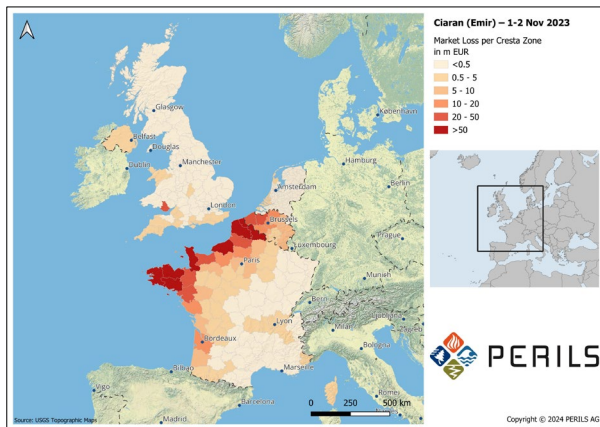 Ciaran (Emir) – 1-2 Nov 2023
Market Loss per Cresta Zone
in m EUR
<0.5
0.5 - 5
5 - 10
10 - 20
20 - 50
>50
Glasgow
København
Belfast
Douglas
Dublin
Manchester
Hamburg
Berlin
Amsterdam
London
Brussels
Prague
Luxembourg
Paris
Munich
Bern
Ljubljana
Lyon
Milan
Zagreb
Bordeaux
Bologna
Marseille
Bilbao
Vigo
Rome
Barcelona
Madrid
0 250 500 km
Source: USGS Topographic Maps
PERILS
Copyright © 2024 PERILS AG